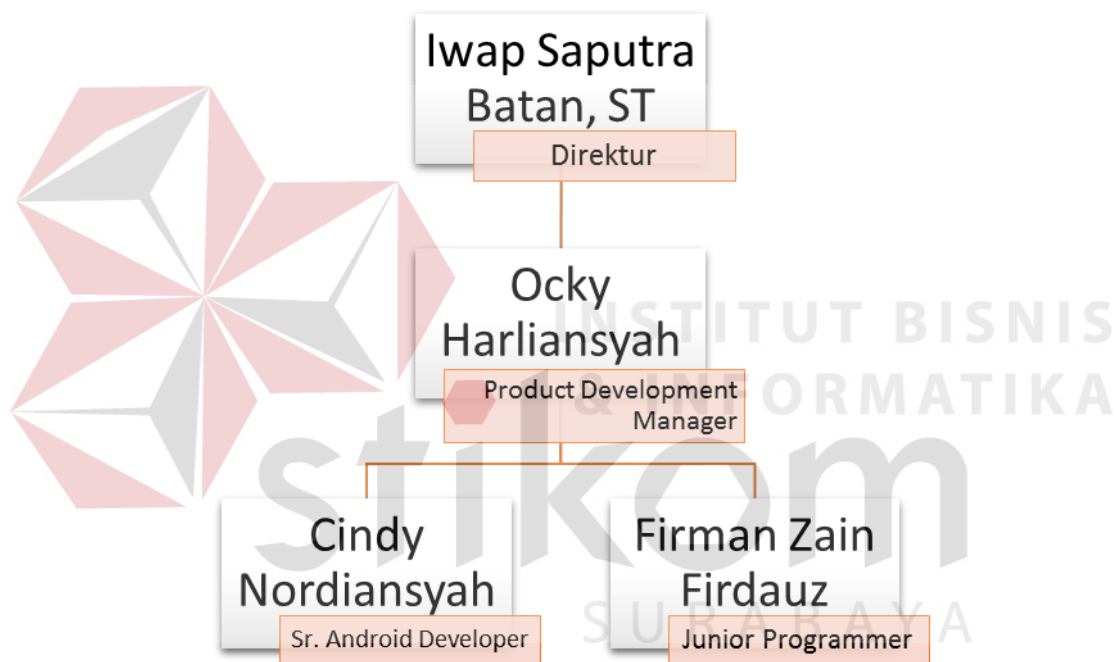 Iwap Saputra
Batan, ST
Direktur
Ocky
Harliansyah
Product Development
Manager
INSTITUT BISNIS
& INFORMATIKA
stikom
SURABAYA
Cindy
Nordiansyah
Sr. Android Developer
Firman Zain
Firdauz
Junior Programmer